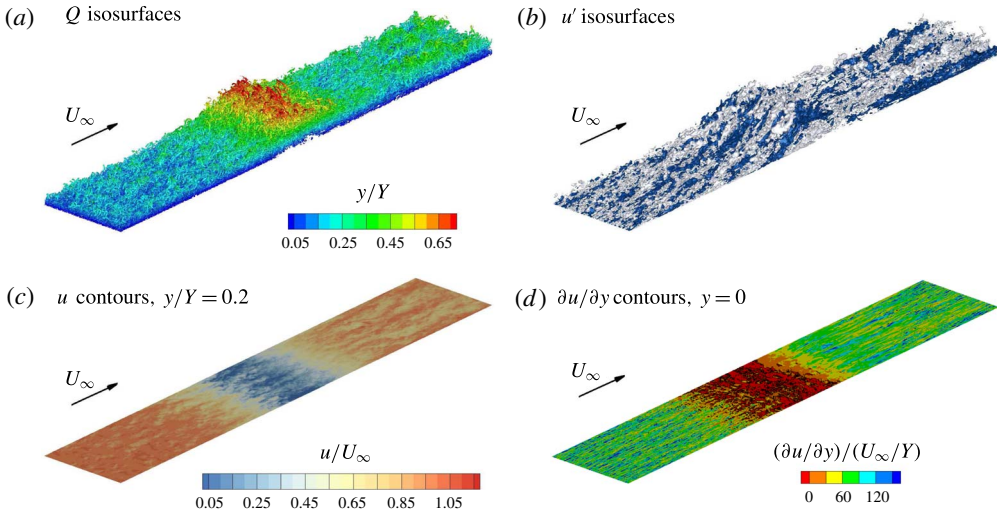 (a) Q isosurfaces
U∞
y/Y
0.05 0.25 0.45 0.65
(b) u′ isosurfaces
U∞
(c) u contours, y/Y = 0.2
U∞
u/U∞
0.05 0.25 0.45 0.65 0.85 1.05
(d) ∂u/∂y contours, y = 0
U∞
(∂u/∂y)/(U∞/Y)
0 60 120